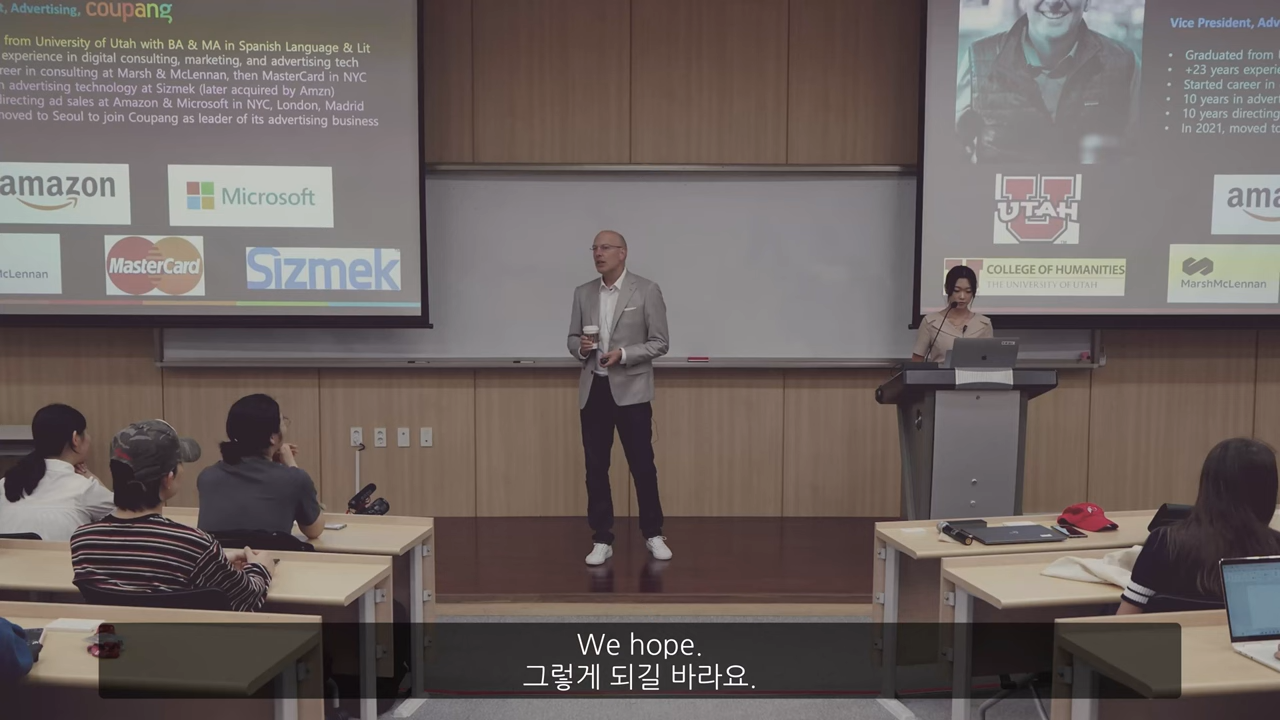 t, Advertising, coupang
from University of Utah with BA & MA in Spanish Language & Lit
experience in digital consulting, marketing, and advertising tech
reer in consulting at Marsh & McLennan, then MasterCard in NYC
n advertising technology at Sizmek (later acquired by Amzn)
directing ad sales at Amazon & Microsoft in NYC, London, Madrid
moved to Seoul to join Coupang as leader of its advertising business
amazon
Microsoft
cLennan
MasterCard
Sizmek
Vice President, Adv
• Graduated from
• +23 years experi
• Started career in
• 10 years in advert
• 10 years directing
• In 2021, moved to
U
UTAH
ama
COLLEGE OF HUMANITIES
THE UNIVERSITY OF UTAH
MarshMcLennan
We hope.
그렇게 되길 바라요.